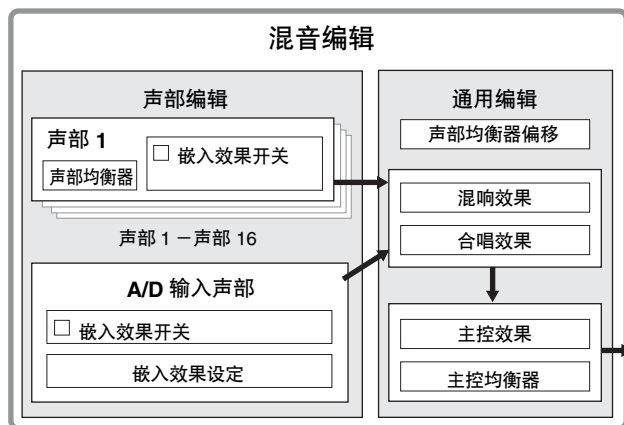 混音编辑
声部编辑
声部 1
声部均衡器
嵌入效果开关
声部 1 －声部 16
A/D 输入声部
嵌入效果开关
嵌入效果设定
通用编辑
声部均衡器偏移
混响效果
合唱效果
主控效果
主控均衡器